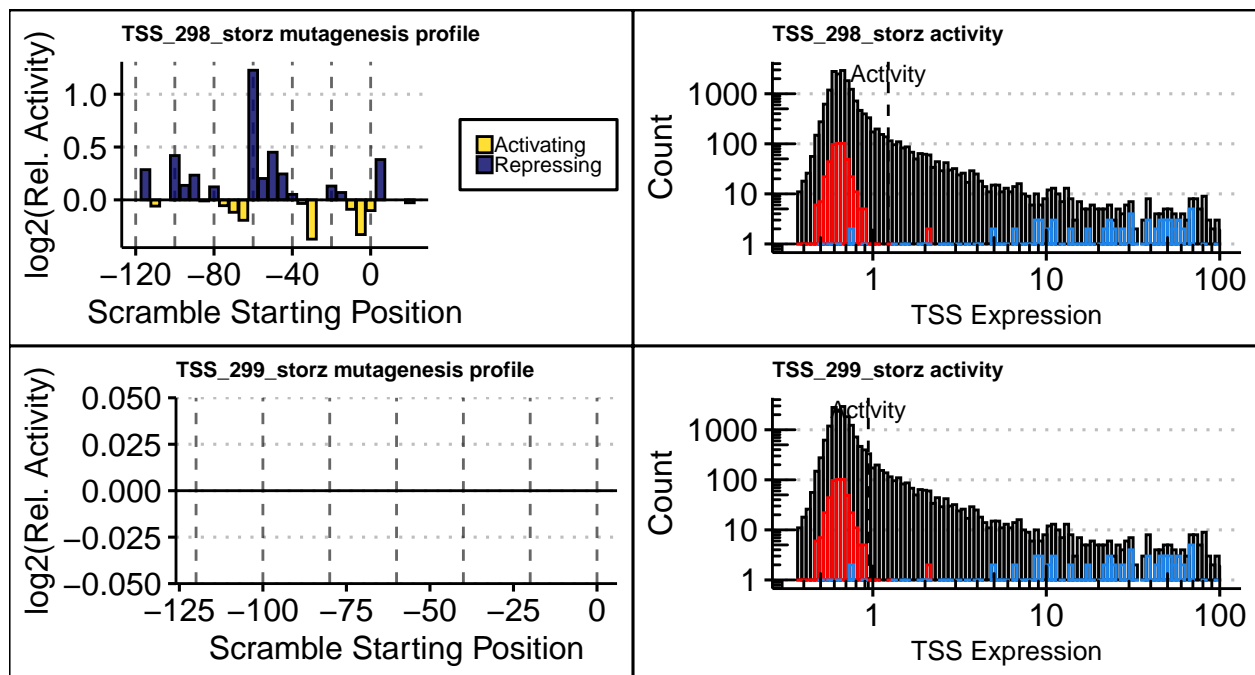 TSS_298_storz mutagenesis profile
log2(Rel. Activity)
1.0
0.5
0.0
−120
−80
−40
0
Scramble Starting Position
Activating
Repressing
TSS_298_storz activity
Activity
Count
1000
100
10
1
1
10
100
TSS Expression
TSS_299_storz mutagenesis profile
log2(Rel. Activity)
0.050
0.025
0.000
−0.025
−0.050
−125
−100
−75
−50
−25
0
Scramble Starting Position
TSS_299_storz activity
Activity
Count
1000
100
10
1
1
10
100
TSS Expression